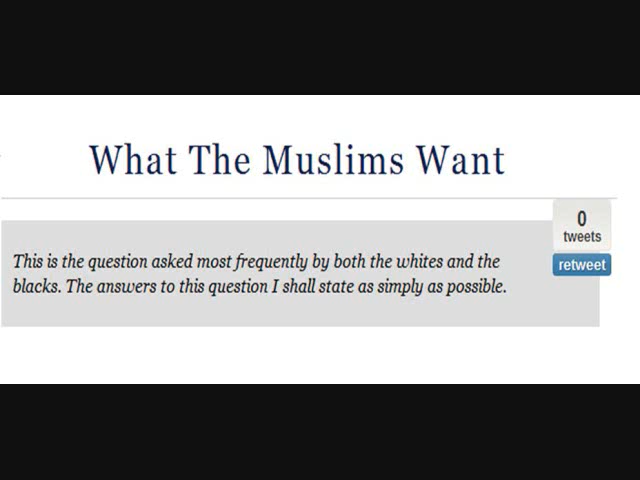 What The Muslims Want
0
tweets
retweet
This is the question asked most frequently by both the whites and the
blacks. The answers to this question I shall state as simply as possible.